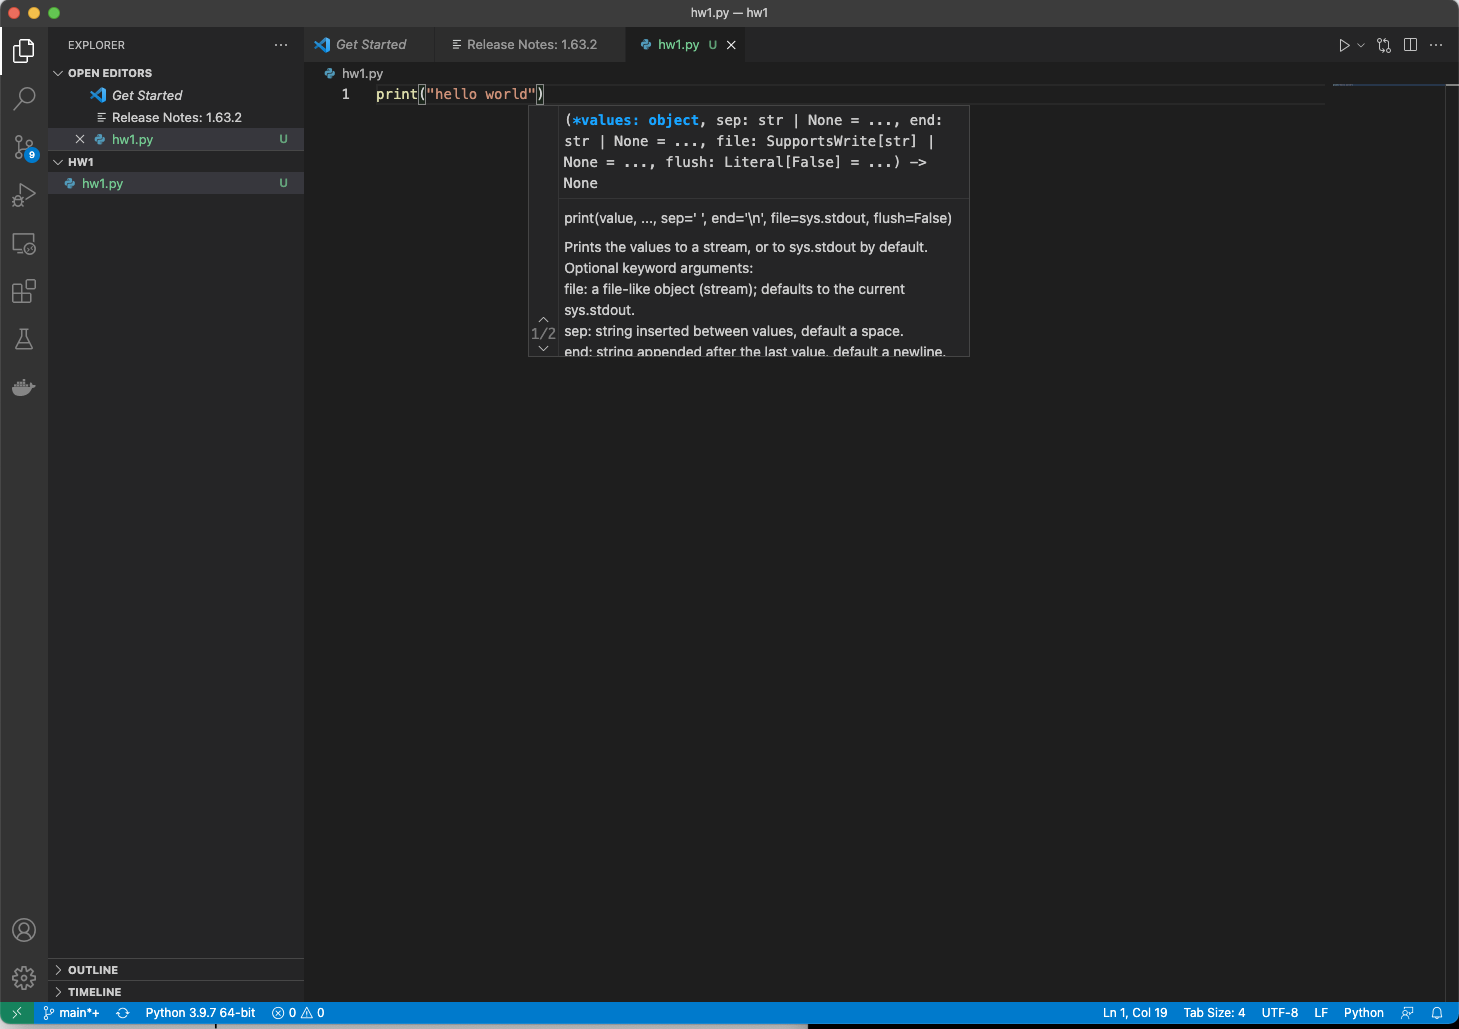 hw1.py — hw1
EXPLORER
Get Started
Release Notes: 1.63.2
hw1.py U
OPEN EDITORS
Get Started
Release Notes: 1.63.2
hw1.py U
HW1
hw1.py U
9
hw1.py
1 print("hello world")
(*values: object, sep: str | None = ..., end:
str | None = ..., file: SupportsWrite[str] |
None = ..., flush: Literal[False] = ...) ->
None
print(value, ..., sep=' ', end='\n', file=sys.stdout, flush=False)
Prints the values to a stream, or to sys.stdout by default.
Optional keyword arguments:
file: a file-like object (stream); defaults to the current
sys.stdout.
sep: string inserted between values, default a space.
end: string appended after the last value, default a newline.
1/2
OUTLINE
TIMELINE
main*+
Python 3.9.7 64-bit
0
0
Ln 1, Col 19
Tab Size: 4
UTF-8
LF
Python